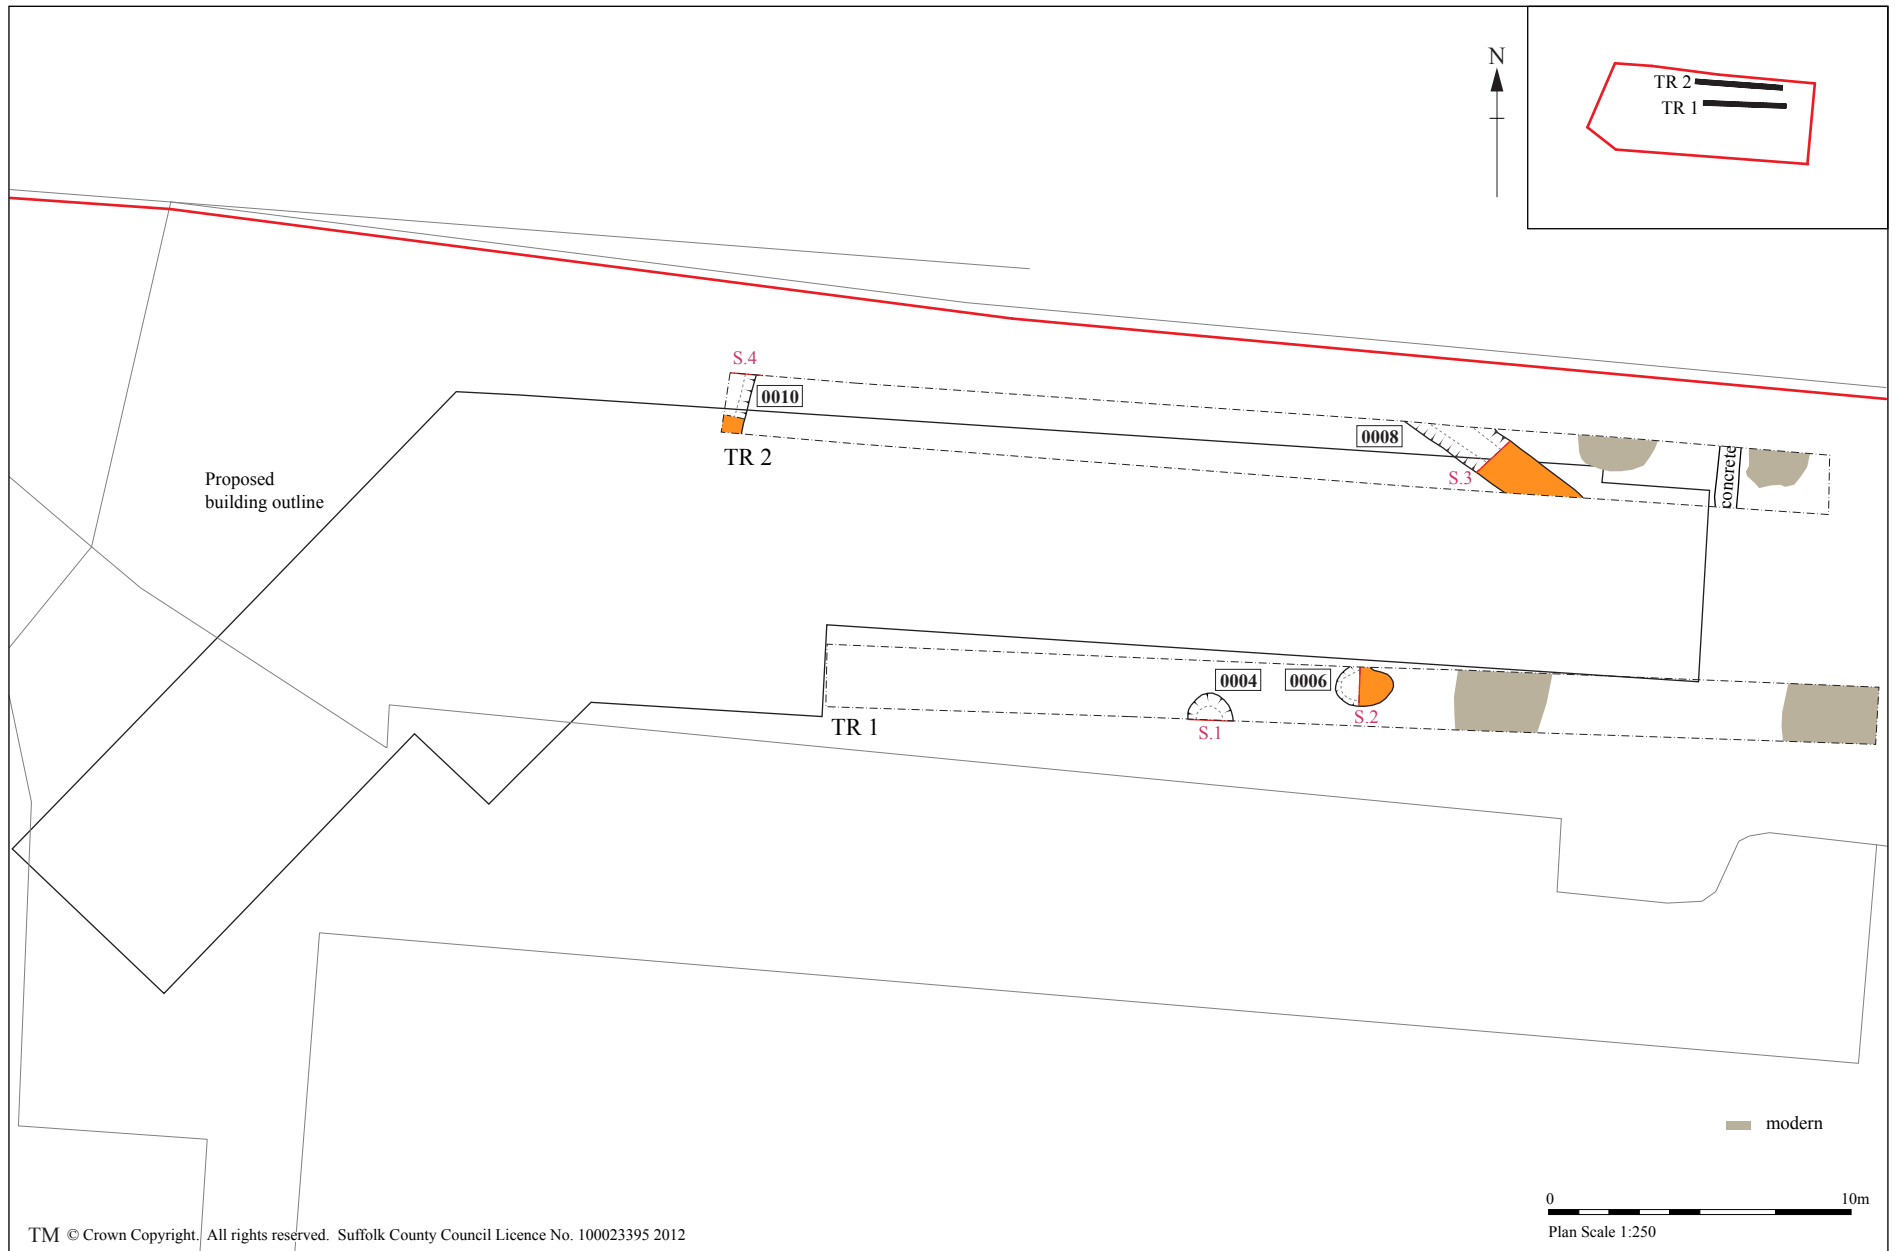 N
TR 2
TR 1
S.4
0010
0008
TR 2
S.3
concrete
Proposed
building outline
0004
0006
S.2
TR 1
S.1
modern
0 10m
Plan Scale 1:250
TM © Crown Copyright. All rights reserved. Suffolk County Council Licence No. 100023395 2012